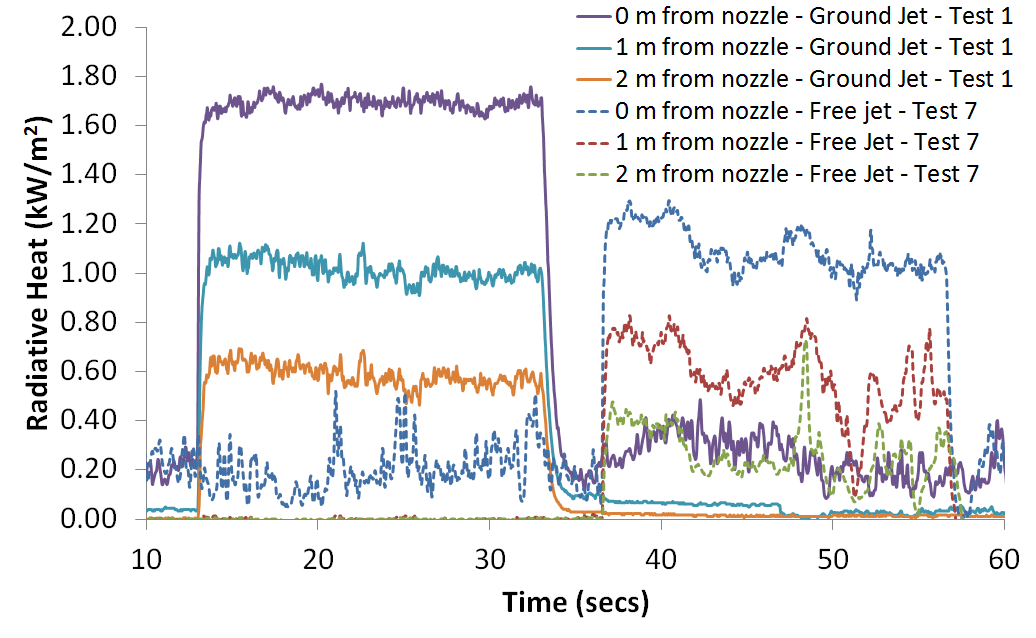 2.00
1.80
1.60
1.40
1.20
1.00
0.80
0.60
0.40
0.20
0.00
Radiative Heat (kW/m²)
0 m from nozzle - Ground Jet - Test 1
1 m from nozzle - Ground Jet - Test 1
2 m from nozzle - Ground Jet - Test 1
0 m from nozzle - Free jet - Test 7
1 m from nozzle - Free Jet - Test 7
2 m from nozzle - Free Jet - Test 7
10 20 30 40 50 60
Time (secs)